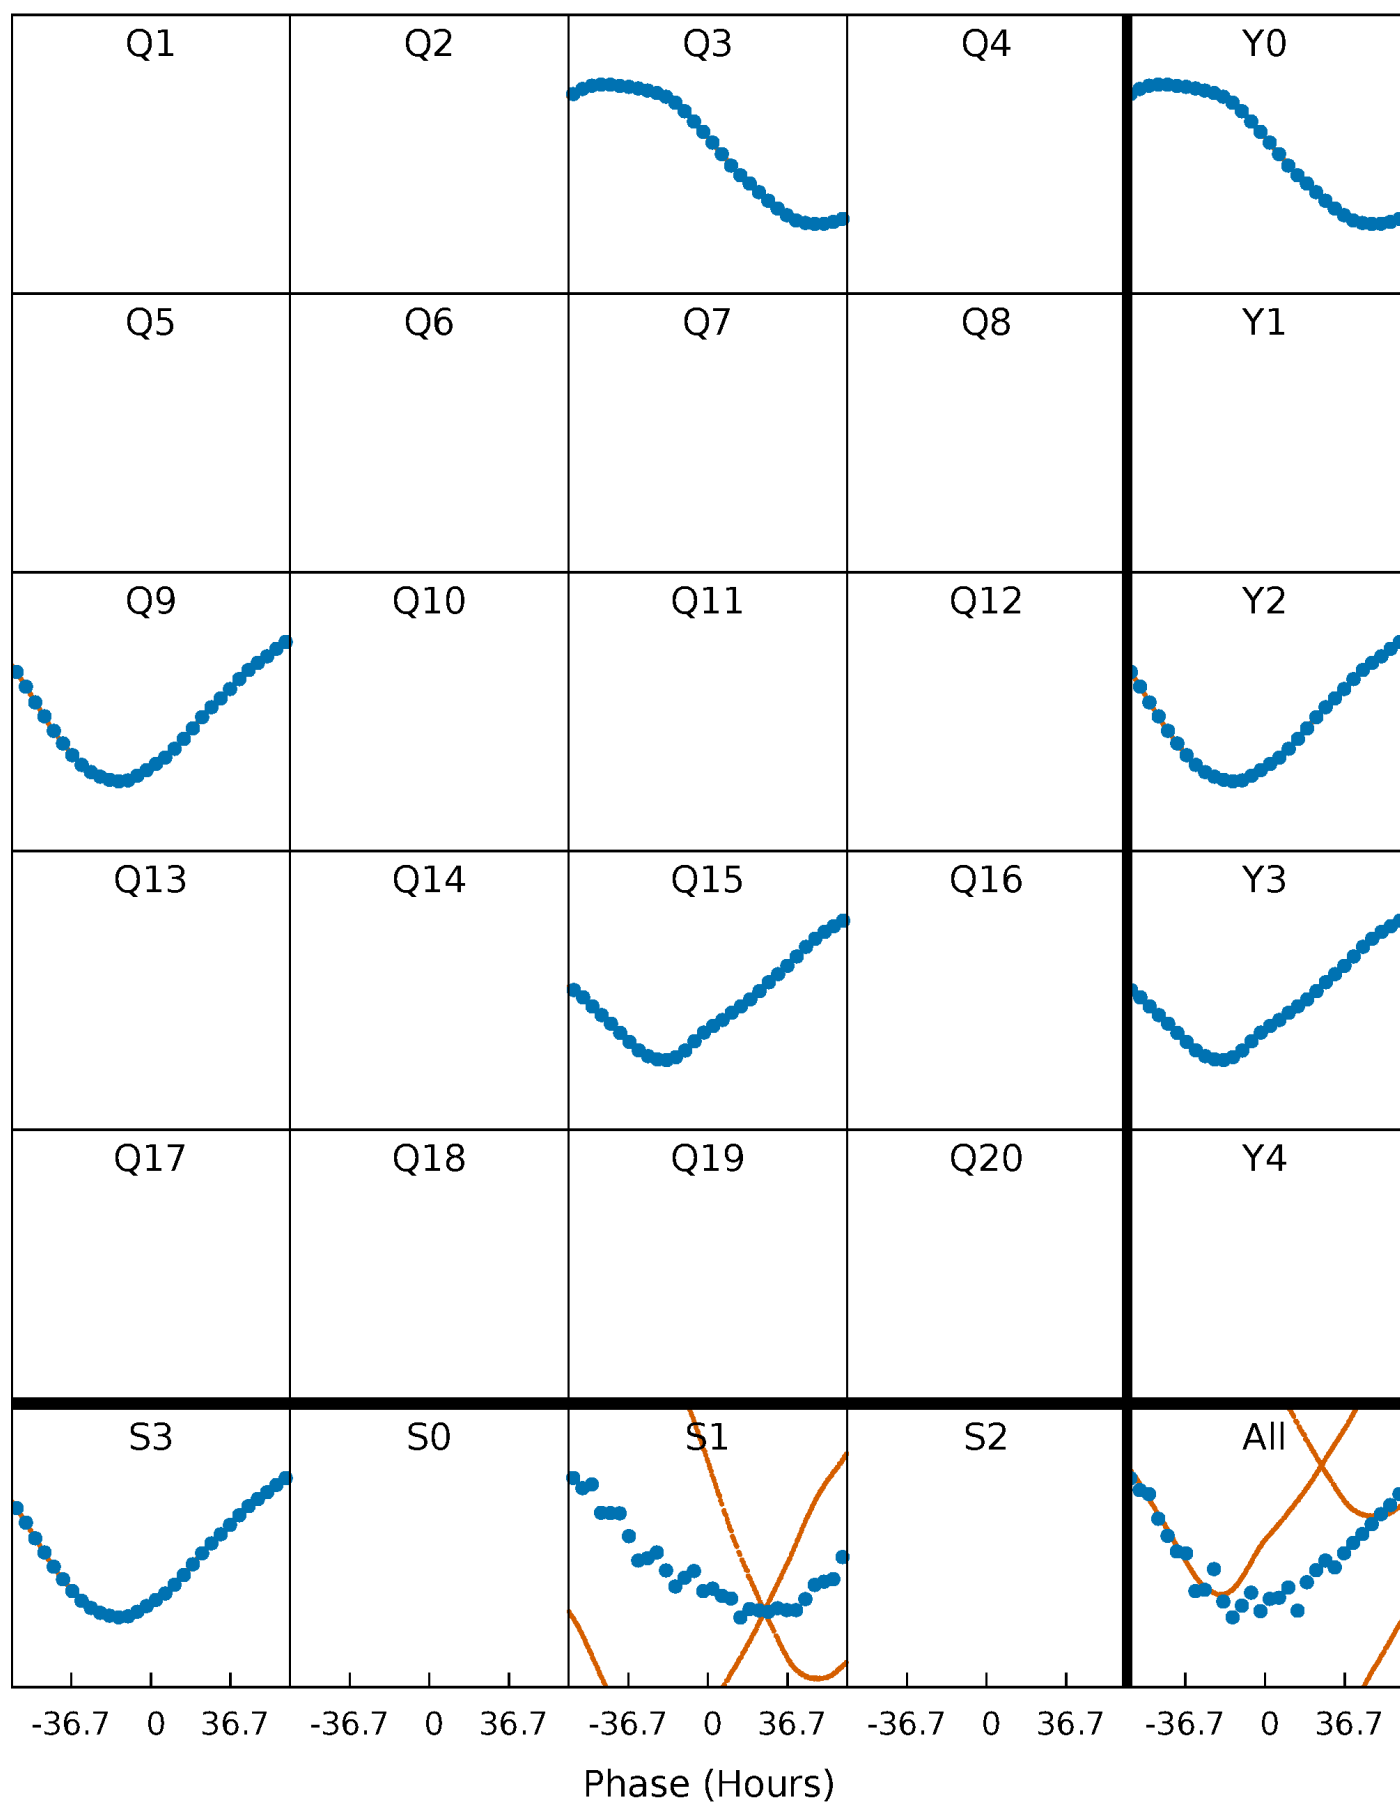 Q1 Q2 Q3 Q4 Y0
Q5 Q6 Q7 Q8 Y1
Q9 Q10 Q11 Q12 Y2
Q13 Q14 Q15 Q16 Y3
Q17 Q18 Q19 Q20 Y4
S3 S0 S1 S2 All
-36.7 0 36.7 -36.7 0 36.7 -36.7 0 36.7 -36.7 0 36.7 -36.7 0 36.7
Phase (Hours)